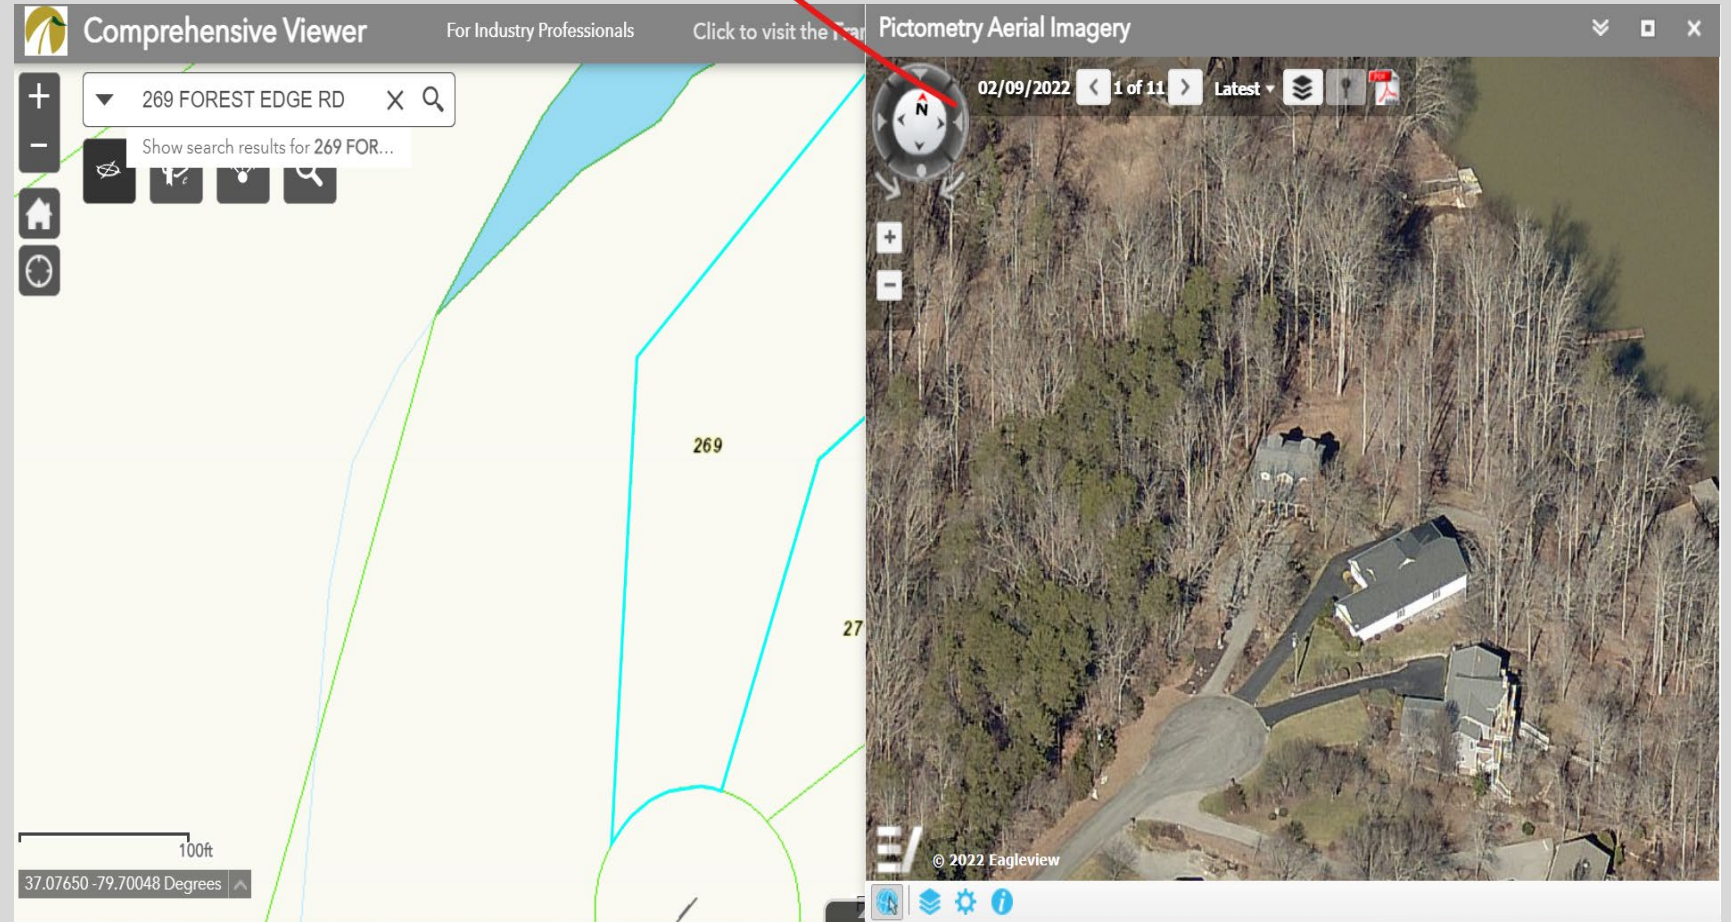 Comprehensive Viewer
For Industry Professionals
Click to visit the
269 FOREST EDGE RD
Show search results for 269 FOR...
269
27
100ft
37.07650 -79.70048 Degrees
Pictometry Aerial Imagery
N
02/09/2022
1 of 11
Latest
PDF
© 2022 Eagleview